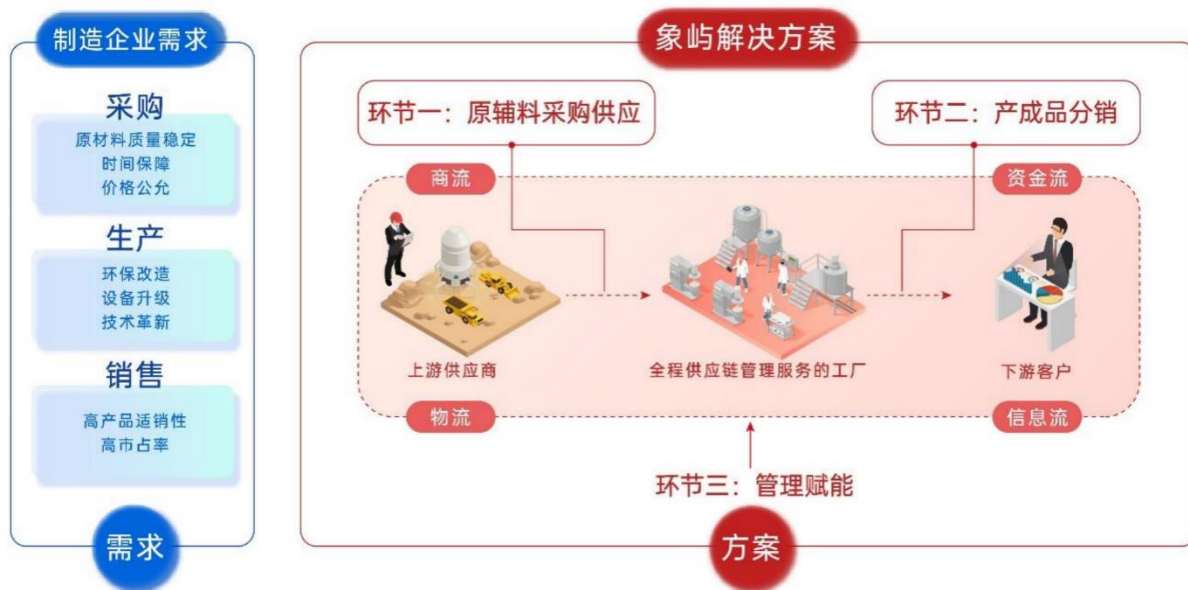 制造企业需求
采购
原材料质量稳定
时间保障
价格公允
生产
环保改造
设备升级
技术革新
销售
高产品适销性
高市占率
需求
象屿解决方案
环节一：原辅料采购供应
环节二：产成品分销
商流
资金流
上游供应商
全程供应链管理服务的工厂
下游客户
物流
信息流
环节三：管理赋能
方案